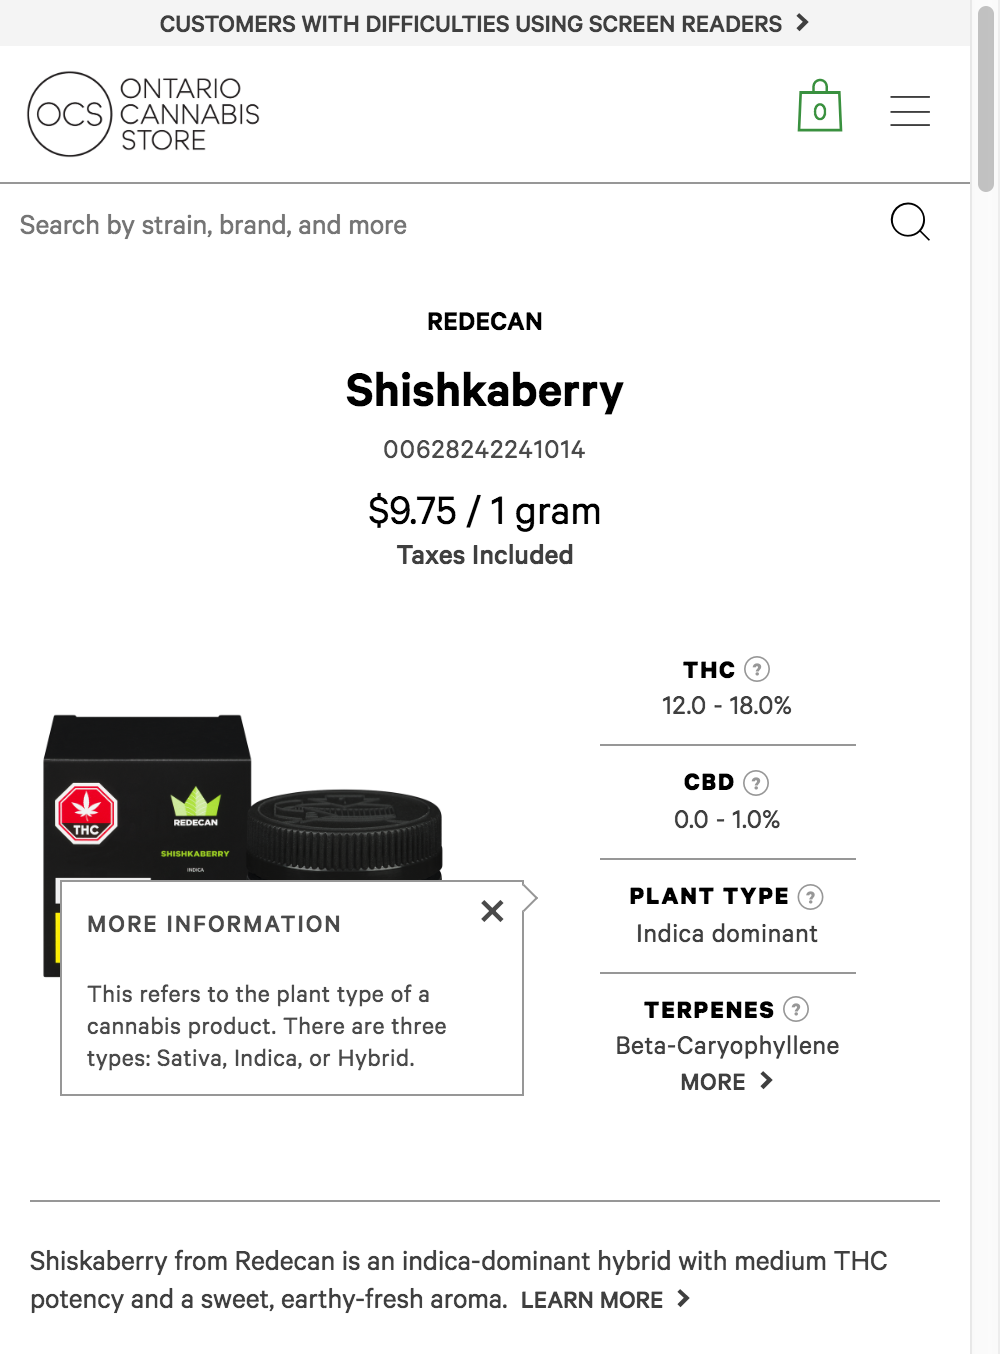 CUSTOMERS WITH DIFFICULTIES USING SCREEN READERS
OCS
ONTARIO
CANNABIS
STORE
0
Search by strain, brand, and more
REDECAN
Shishkaberry
00628242241014
$9.75 / 1 gram
Taxes Included
THC ?
12.0 - 18.0%
CBD ?
0.0 - 1.0%
PLANT TYPE ?
Indica dominant
TERPENES ?
Beta-Caryophyllene
MORE
THC
REDECAN
SHISHKABERRY
INDICA
MORE INFORMATION
This refers to the plant type of a
cannabis product. There are three
types: Sativa, Indica, or Hybrid.
Shiskaberry from Redecan is an indica-dominant hybrid with medium THC
potency and a sweet, earthy-fresh aroma. LEARN MORE